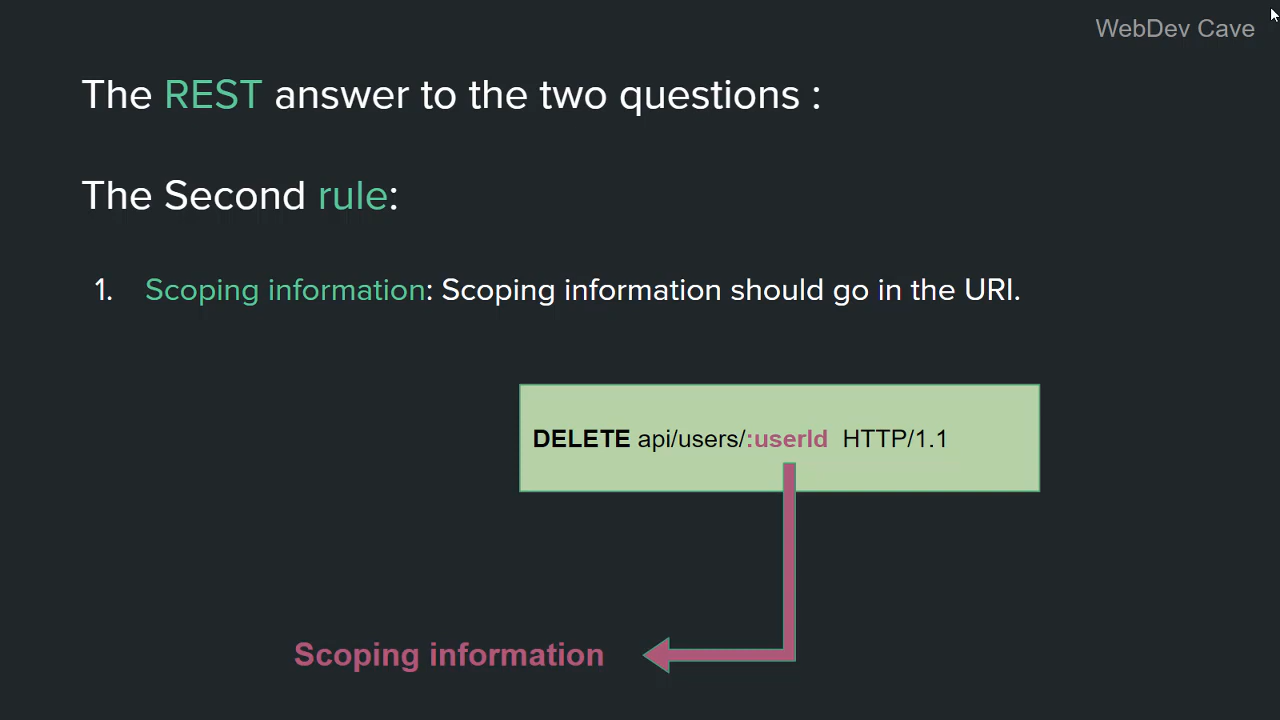 WebDev Cave
The REST answer to the two questions :
The Second rule:
1. Scoping information: Scoping information should go in the URI.
DELETE api/users/:userId HTTP/1.1
Scoping information